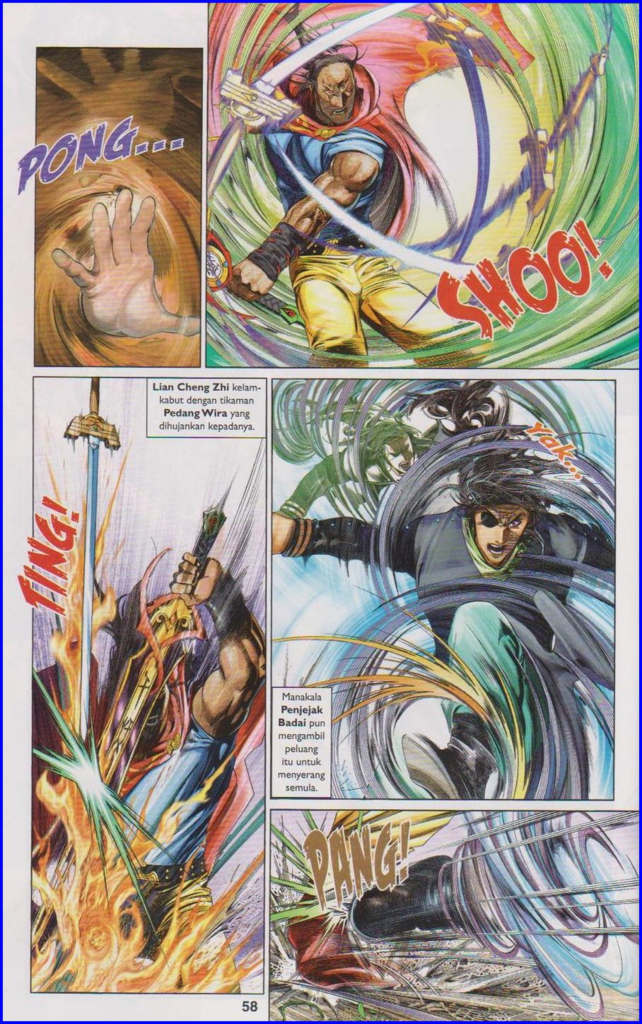 PONG...
SHOO!
Lian Cheng Zhi kelam-
kabut dengan tikaman
Pedang Wira yang
dihujankan kepadanya.
TING!
Yak...
Manakala
Penjejak
Badai pun
mengambil
peluang
itu untuk
menyerang
semula.
PANG!
58